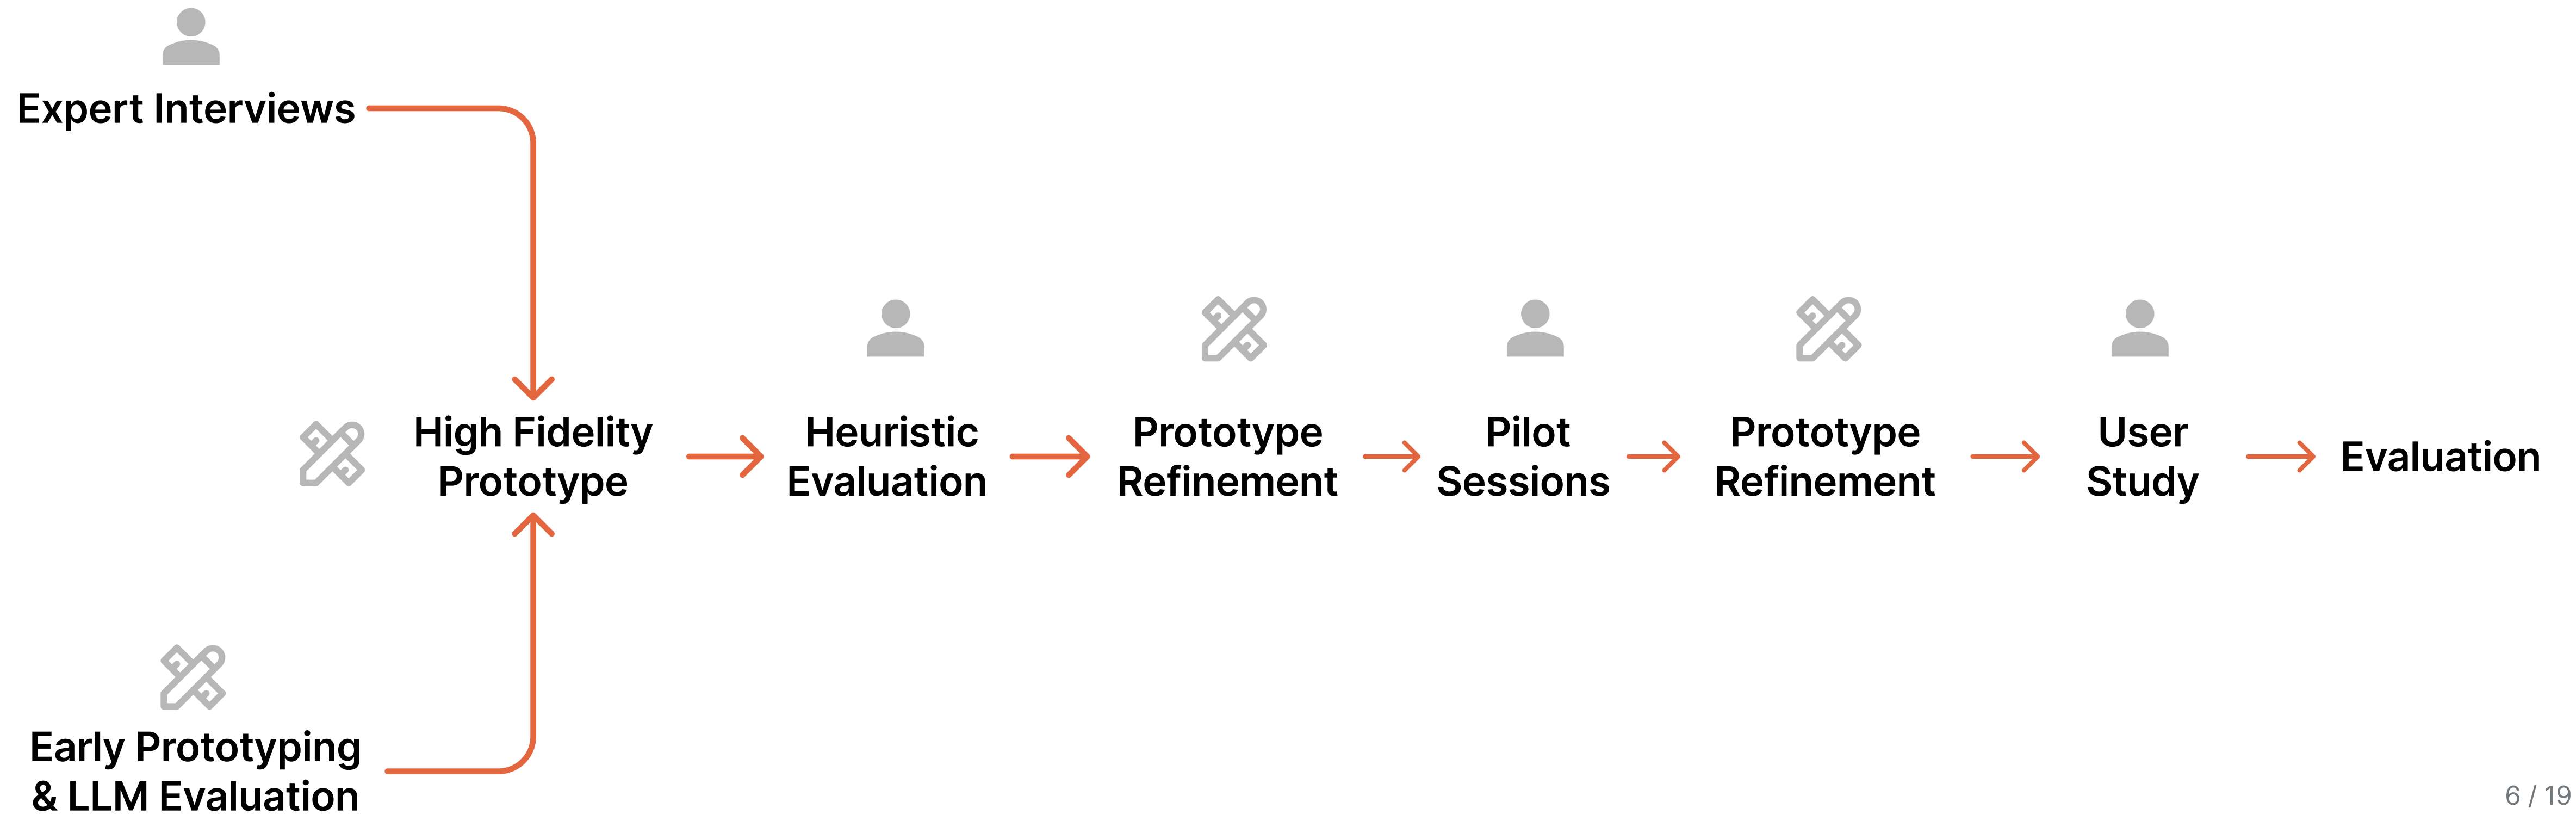 Expert Interviews
High Fidelity
Prototype
Heuristic
Evaluation
Prototype
Refinement
Pilot
Sessions
Prototype
Refinement
User
Study
Evaluation
Early Prototyping
& LLM Evaluation
6 / 19